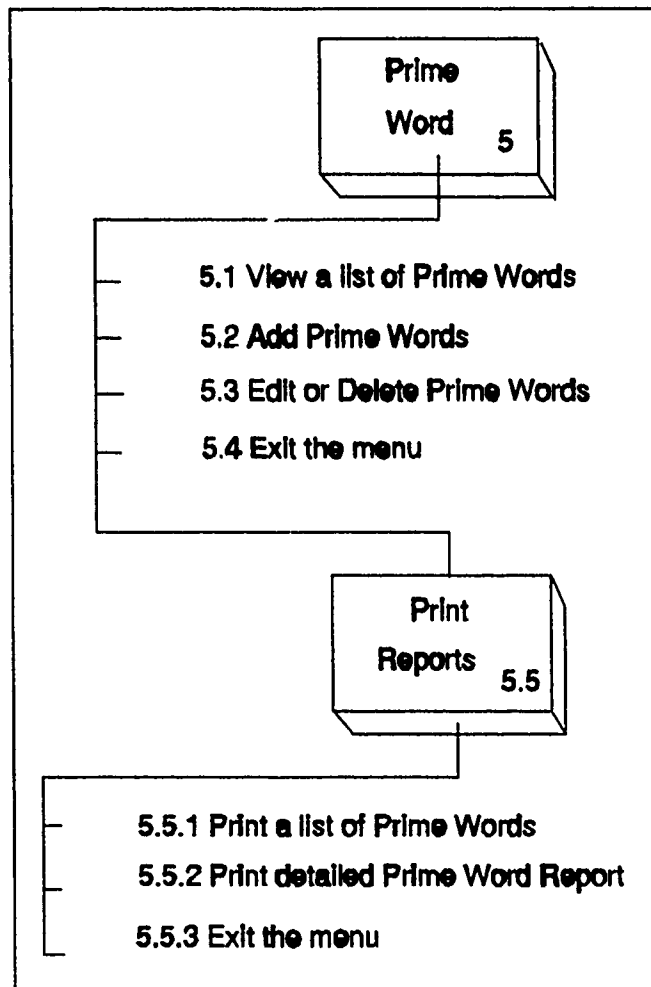 Prime
Word
5
5.1 View a list of Prime Words
5.2 Add Prime Words
5.3 Edit or Delete Prime Words
5.4 Exit the menu
Print
Reports
5.5
5.5.1 Print a list of Prime Words
5.5.2 Print detailed Prime Word Report
5.5.3 Exit the menu